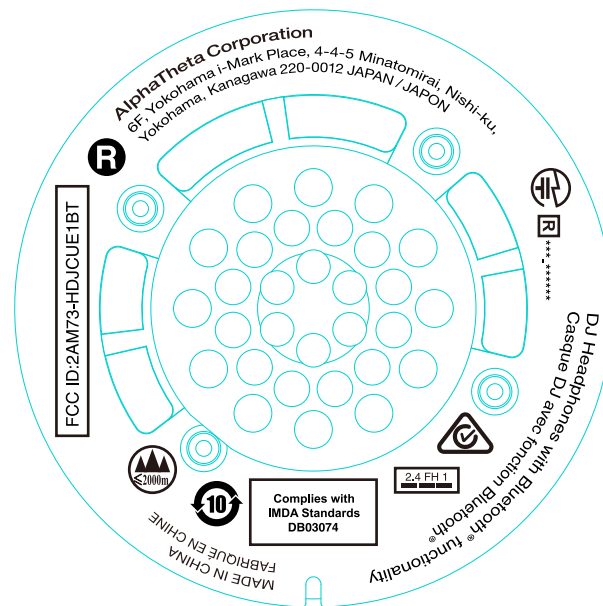 AlphaTheta Corporation
6F, Yokohama i-Mark Place, 4-4-5 Minatomirai, Nishi-ku,
Yokohama, Kanagawa 220-0012 JAPAN / JAPON
R
FCC ID:2AM73-HDJCUE1BT
R
***-******
DJ Headphones with Bluetooth® functionality
Casque DJ avec fonction Bluetooth®
2.4 FH 1
≤2000m
10
Complies with
IMDA Standards
DB03074
MADE IN CHINA
FABRIQUÉ EN CHINE